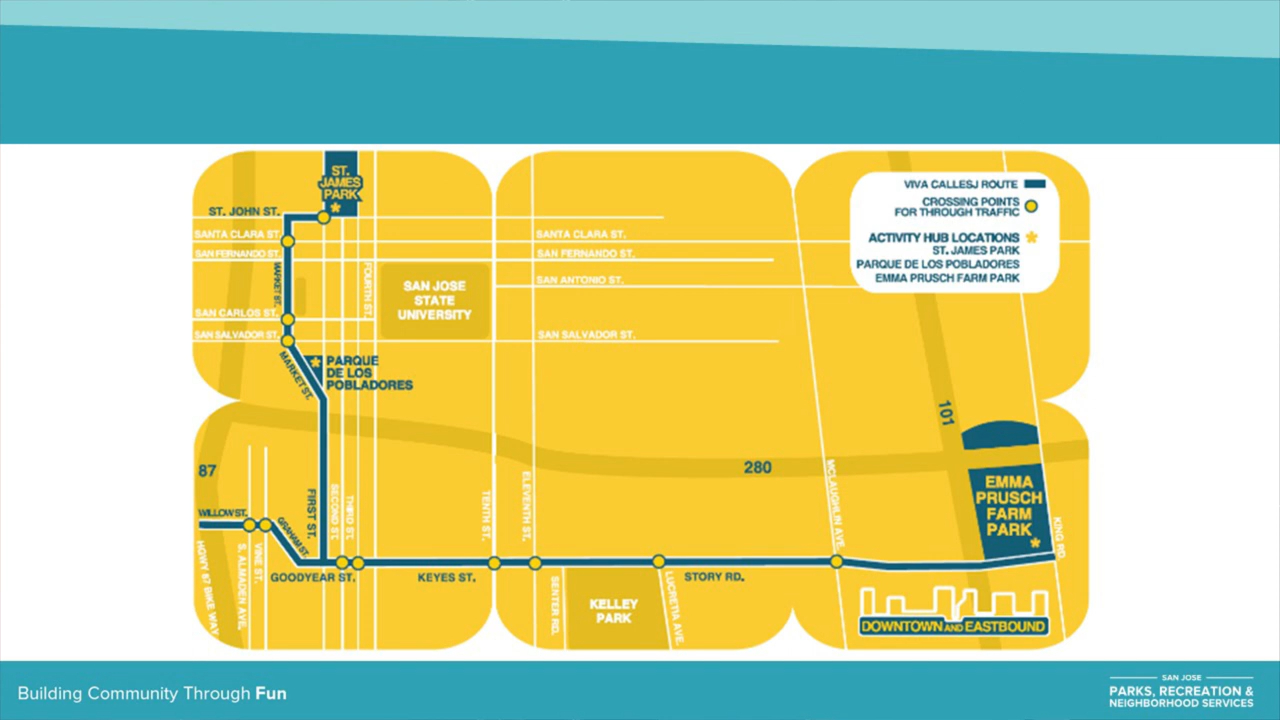 ST.
JAMES
PARK
ST. JOHN ST.
SANTA CLARA ST.
SAN FERNANDO ST.
MARKET ST.
FOURTH ST.
SAN CARLOS ST.
SAN SALVADOR ST.
MARKET ST.
PARQUE
DE LOS
POBLADORES
SAN JOSE
STATE
UNIVERSITY
SANTA CLARA ST.
SAN FERNANDO ST.
SAN ANTONIO ST.
SAN SALVADOR ST.
VIVA CALLESJ ROUTE
CROSSING POINTS
FOR THROUGH TRAFFIC
ACTIVITY HUB LOCATIONS
ST. JAMES PARK
PARQUE DE LOS POBLADORES
EMMA PRUSCH FARM PARK
101
87
280
WILLOW ST.
GRAHAM ST.
FIRST ST.
SECOND ST.
THIRD ST.
TENTH ST.
ELEVENTH ST.
MCLAUGHLIN AVE.
EMMA
PRUSCH
FARM
PARK
KING RD.
HOWY 87 BIKE WAY
S. ALMADEN AVE.
VINE ST.
GOODYEAR ST.
KEYES ST.
STORY RD.
SENTER RD.
KELLEY
PARK
LUCRETIA AVE.
DOWNTOWN AND EASTBOUND
Building Community Through Fun
SAN JOSE
PARKS, RECREATION &
NEIGHBORHOOD SERVICES